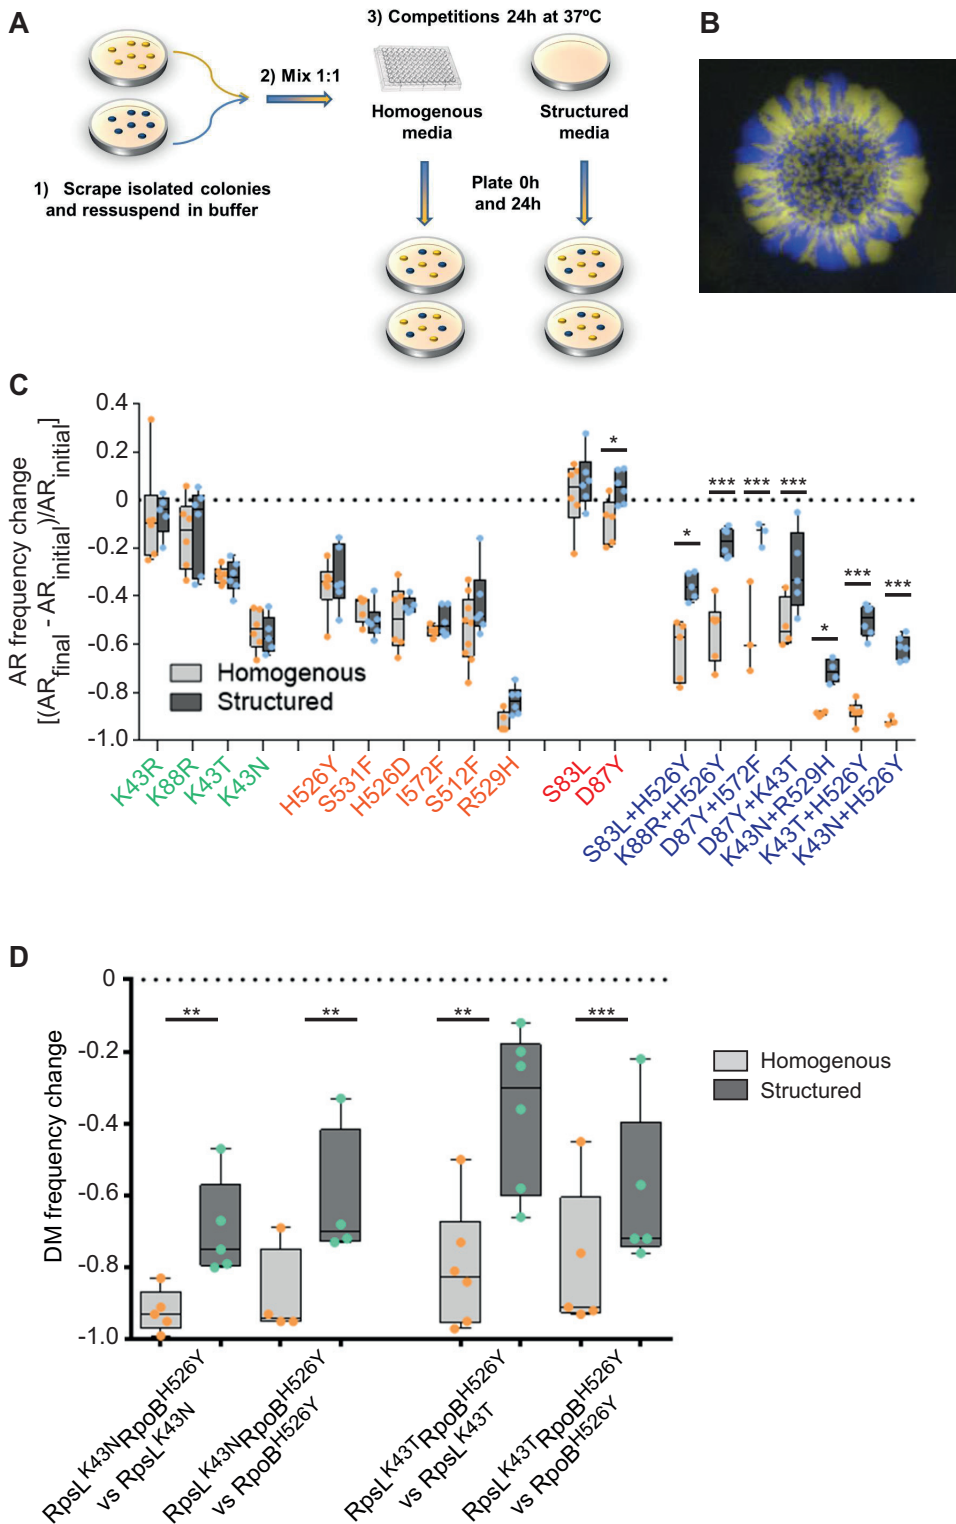 A
3) Competitions 24h at 37ºC
B
2) Mix 1:1
Homogenous
media
Structured
media
1) Scrape isolated colonies
and ressuspend in buffer
Plate 0h
and 24h
C
AR frequency change
[(ARfinal - ARinitial)/ARinitial]
0.4
0.2
0
-0.2
-0.4
-0.6
-0.8
-1.0
*
*
***
***
***
*
***
***
Homogenous
Structured
K43R
K88R
K43T
K43N
H526Y
S531F
H526D
I572F
S512F
R529H
S83L
D87Y
S83L+H526Y
K88R+H526Y
D87Y+I572F
D87Y+K43T
K43N+R529H
K43T+H526Y
K43N+H526Y
D
DM frequency change
0
-0.2
-0.4
-0.6
-0.8
-1.0
**
**
**
***
Homogenous
Structured
RpsLK43NRpoBH526Y
vs RpsLK43N
RpsLK43NRpoBH526Y
vs RpoBH526Y
RpsLK43TRpoBH526Y
vs RpsLK43T
RpsLK43TRpoBH526Y
vs RpoBH526Y